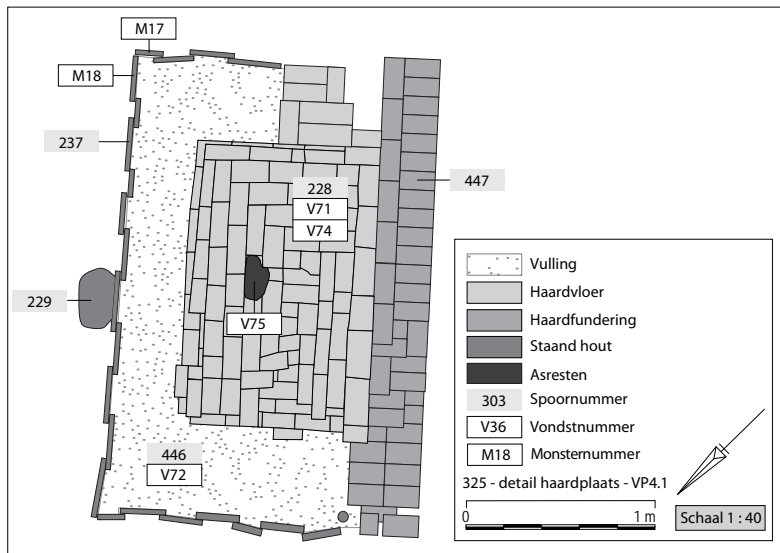 M17
M18
237
447
228
V71
V74
229
V75
446
V72
Vulling
Haardvloer
Haardfundering
Staand hout
Asresten
303 Spoornummer
V36 Vondstnummer
M18 Monsternummer
325 - detail haardplaats - VP4.1
0 1 m
Schaal 1 : 40